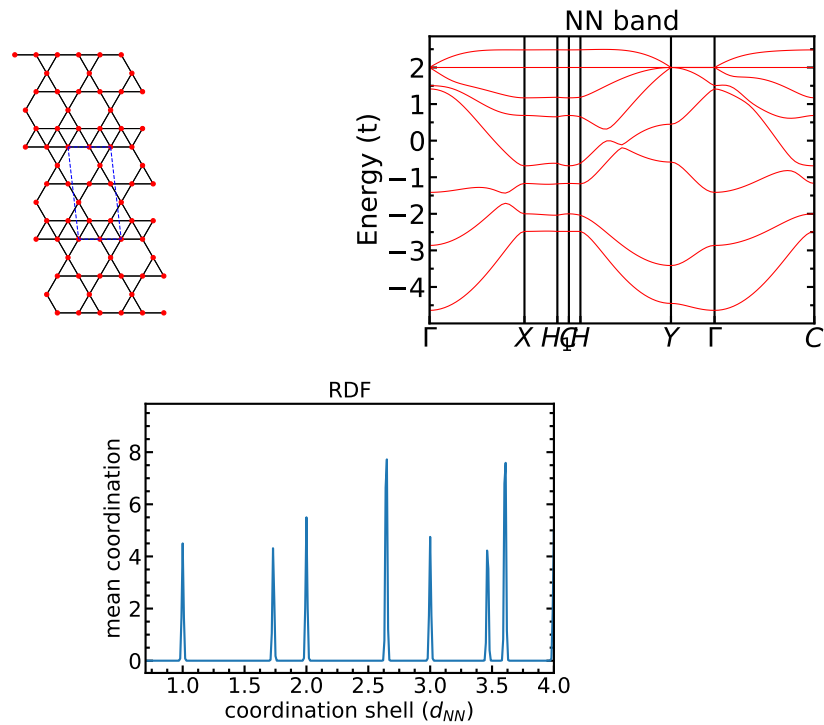 NN band
Energy (t)
2
1
0
−1
−2
−3
−4
Γ X H₁ C H Y Γ C
RDF
mean coordination
8
6
4
2
0
1.0 1.5 2.0 2.5 3.0 3.5 4.0
coordination shell (d_NN)